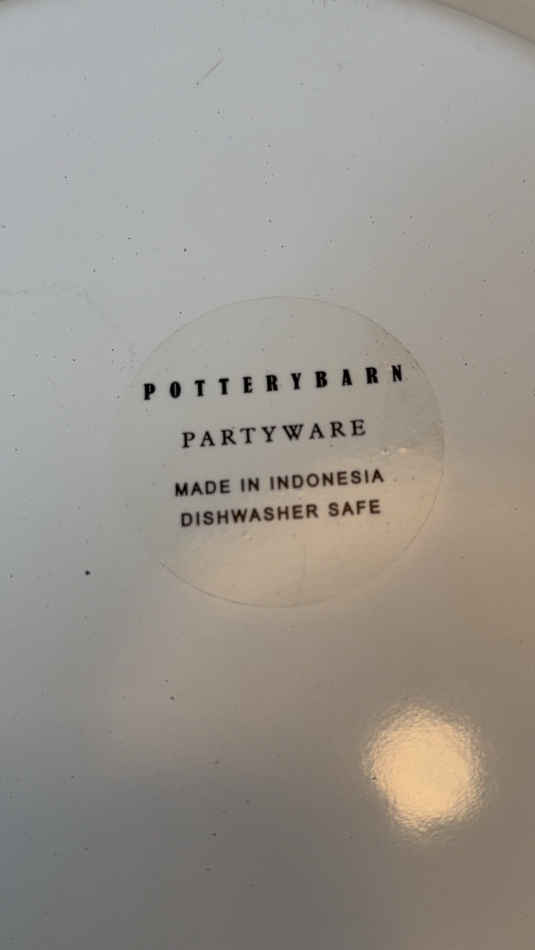 POTTERYBARN
PARTYWARE
MADE IN INDONESIA
DISHWASHER SAFE